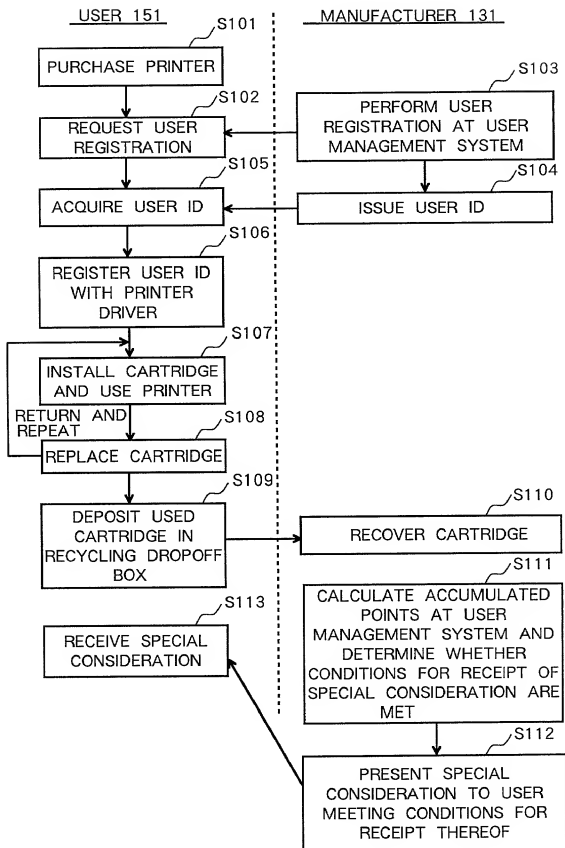 USER 151
MANUFACTURER 131
S101
PURCHASE PRINTER
S102
REQUEST USER
REGISTRATION
S103
PERFORM USER
REGISTRATION AT USER
MANAGEMENT SYSTEM
S104
ISSUE USER ID
S105
ACQUIRE USER ID
S106
REGISTER USER ID
WITH PRINTER
DRIVER
S107
INSTALL CARTRIDGE
AND USE PRINTER
RETURN AND
REPEAT
S108
REPLACE CARTRIDGE
S109
DEPOSIT USED
CARTRIDGE IN
RECYCLING DROPOFF
BOX
S110
RECOVER CARTRIDGE
S111
CALCULATE ACCUMULATED
POINTS AT USER
MANAGEMENT SYSTEM AND
DETERMINE WHETHER
CONDITIONS FOR RECEIPT OF
SPECIAL CONSIDERATION ARE
MET
S112
PRESENT SPECIAL
CONSIDERATION TO USER
MEETING CONDITIONS FOR
RECEIPT THEREOF
S113
RECEIVE SPECIAL
CONSIDERATION